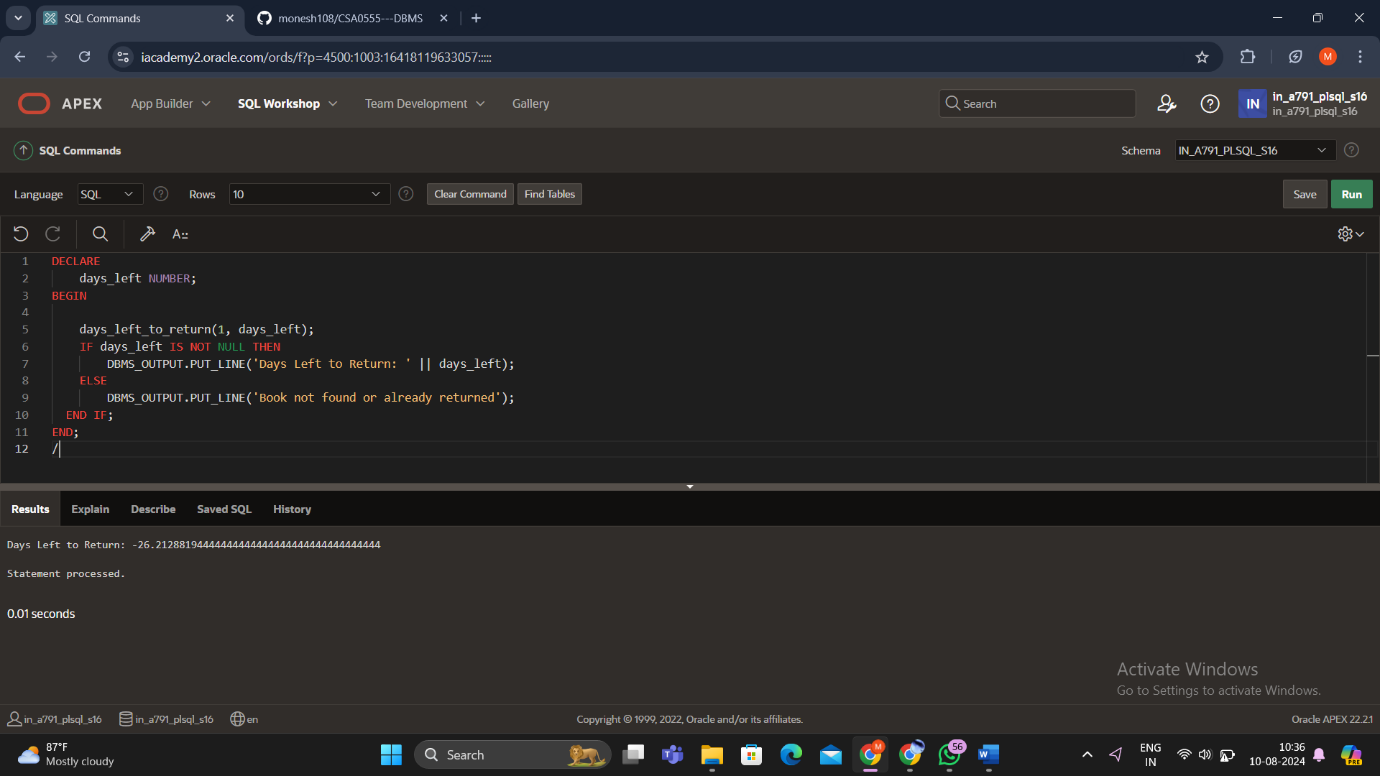 SQL Commands
monesh108/CSA0555---DBMS
iacademy2.oracle.com/ords/f?p=4500:1003:16418119633057:::::
M
APEX
App Builder
SQL Workshop
Team Development
Gallery
Search
IN
in_a791_plsql_s16
in_a791_plsql_s16
SQL Commands
Schema
IN_A791_PLSQL_S16
Language
SQL
Rows
10
Clear Command
Find Tables
Save
Run
1 DECLARE
2 days_left NUMBER;
3 BEGIN
4
5 days_left_to_return(1, days_left);
6 IF days_left IS NOT NULL THEN
7 DBMS_OUTPUT.PUT_LINE('Days Left to Return: ' || days_left);
8 ELSE
9 DBMS_OUTPUT.PUT_LINE('Book not found or already returned');
10 END IF;
11 END;
12 /
Results
Explain
Describe
Saved SQL
History
Days Left to Return: -26.2128819444444444444444444444444444444
Statement processed.
0.01 seconds
Activate Windows
Go to Settings to activate Windows.
in_a791_plsql_s16
in_a791_plsql_s16
en
Copyright © 1999, 2022, Oracle and/or its affiliates.
Oracle APEX 22.2.1
87°F
Mostly cloudy
Search
M
56
ENG
IN
10:36
10-08-2024
PRE